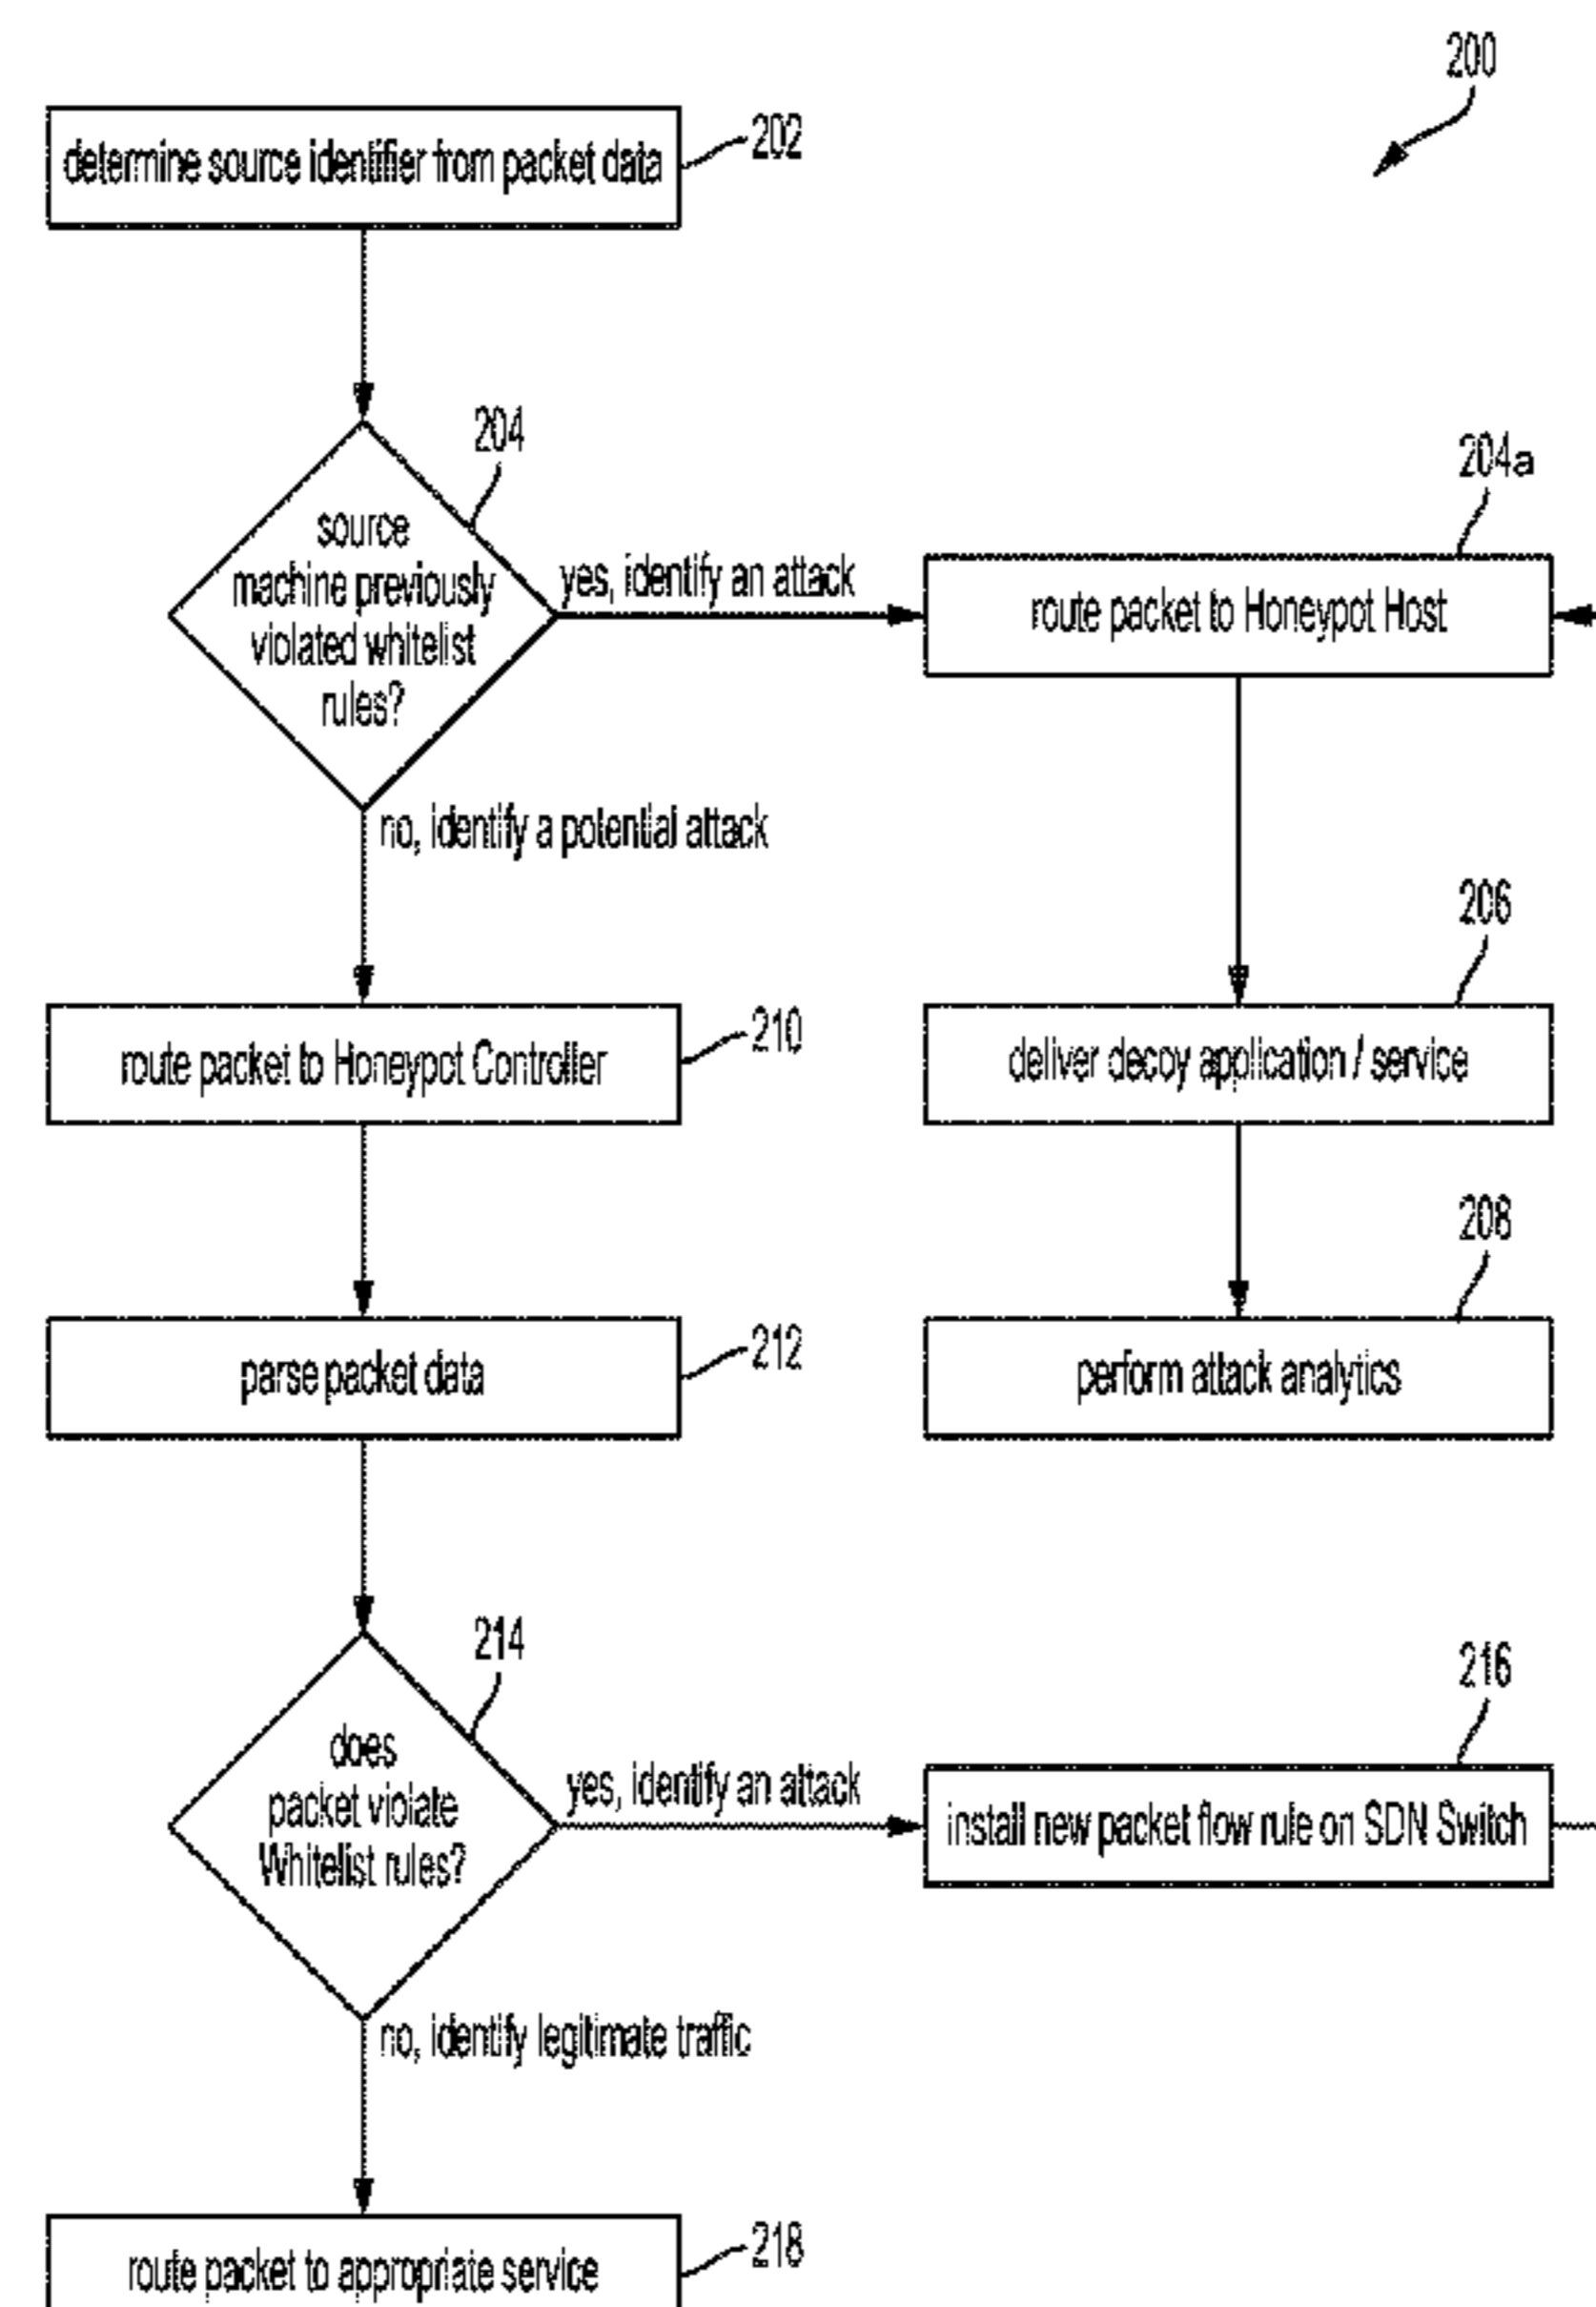 200
determine source identifier from packet data
202
204
source
machine previously
violated whitelist
rules?
yes, identify an attack
204a
route packet to Honeypot Host
no, identify a potential attack
206
route packet to Honeypot Controller
210
deliver decoy application / service
208
parse packet data
212
perform attack analytics
214
does
packet violate
Whitelist rules?
yes, identify an attack
216
install new packet flow rule on SDN Switch
no, identify legitimate traffic
route packet to appropriate service
218